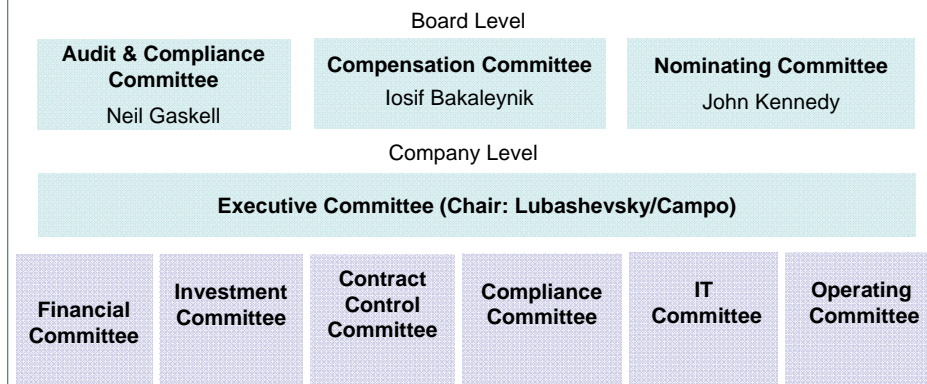 Board Level
Audit & Compliance
Committee
Neil Gaskell
Compensation Committee
Iosif Bakaleynik
Nominating Committee
John Kennedy
Company Level
Executive Committee (Chair: Lubashevsky/Campo)
Financial
Committee
Investment
Committee
Contract
Control
Committee
Compliance
Committee
IT
Committee
Operating
Committee